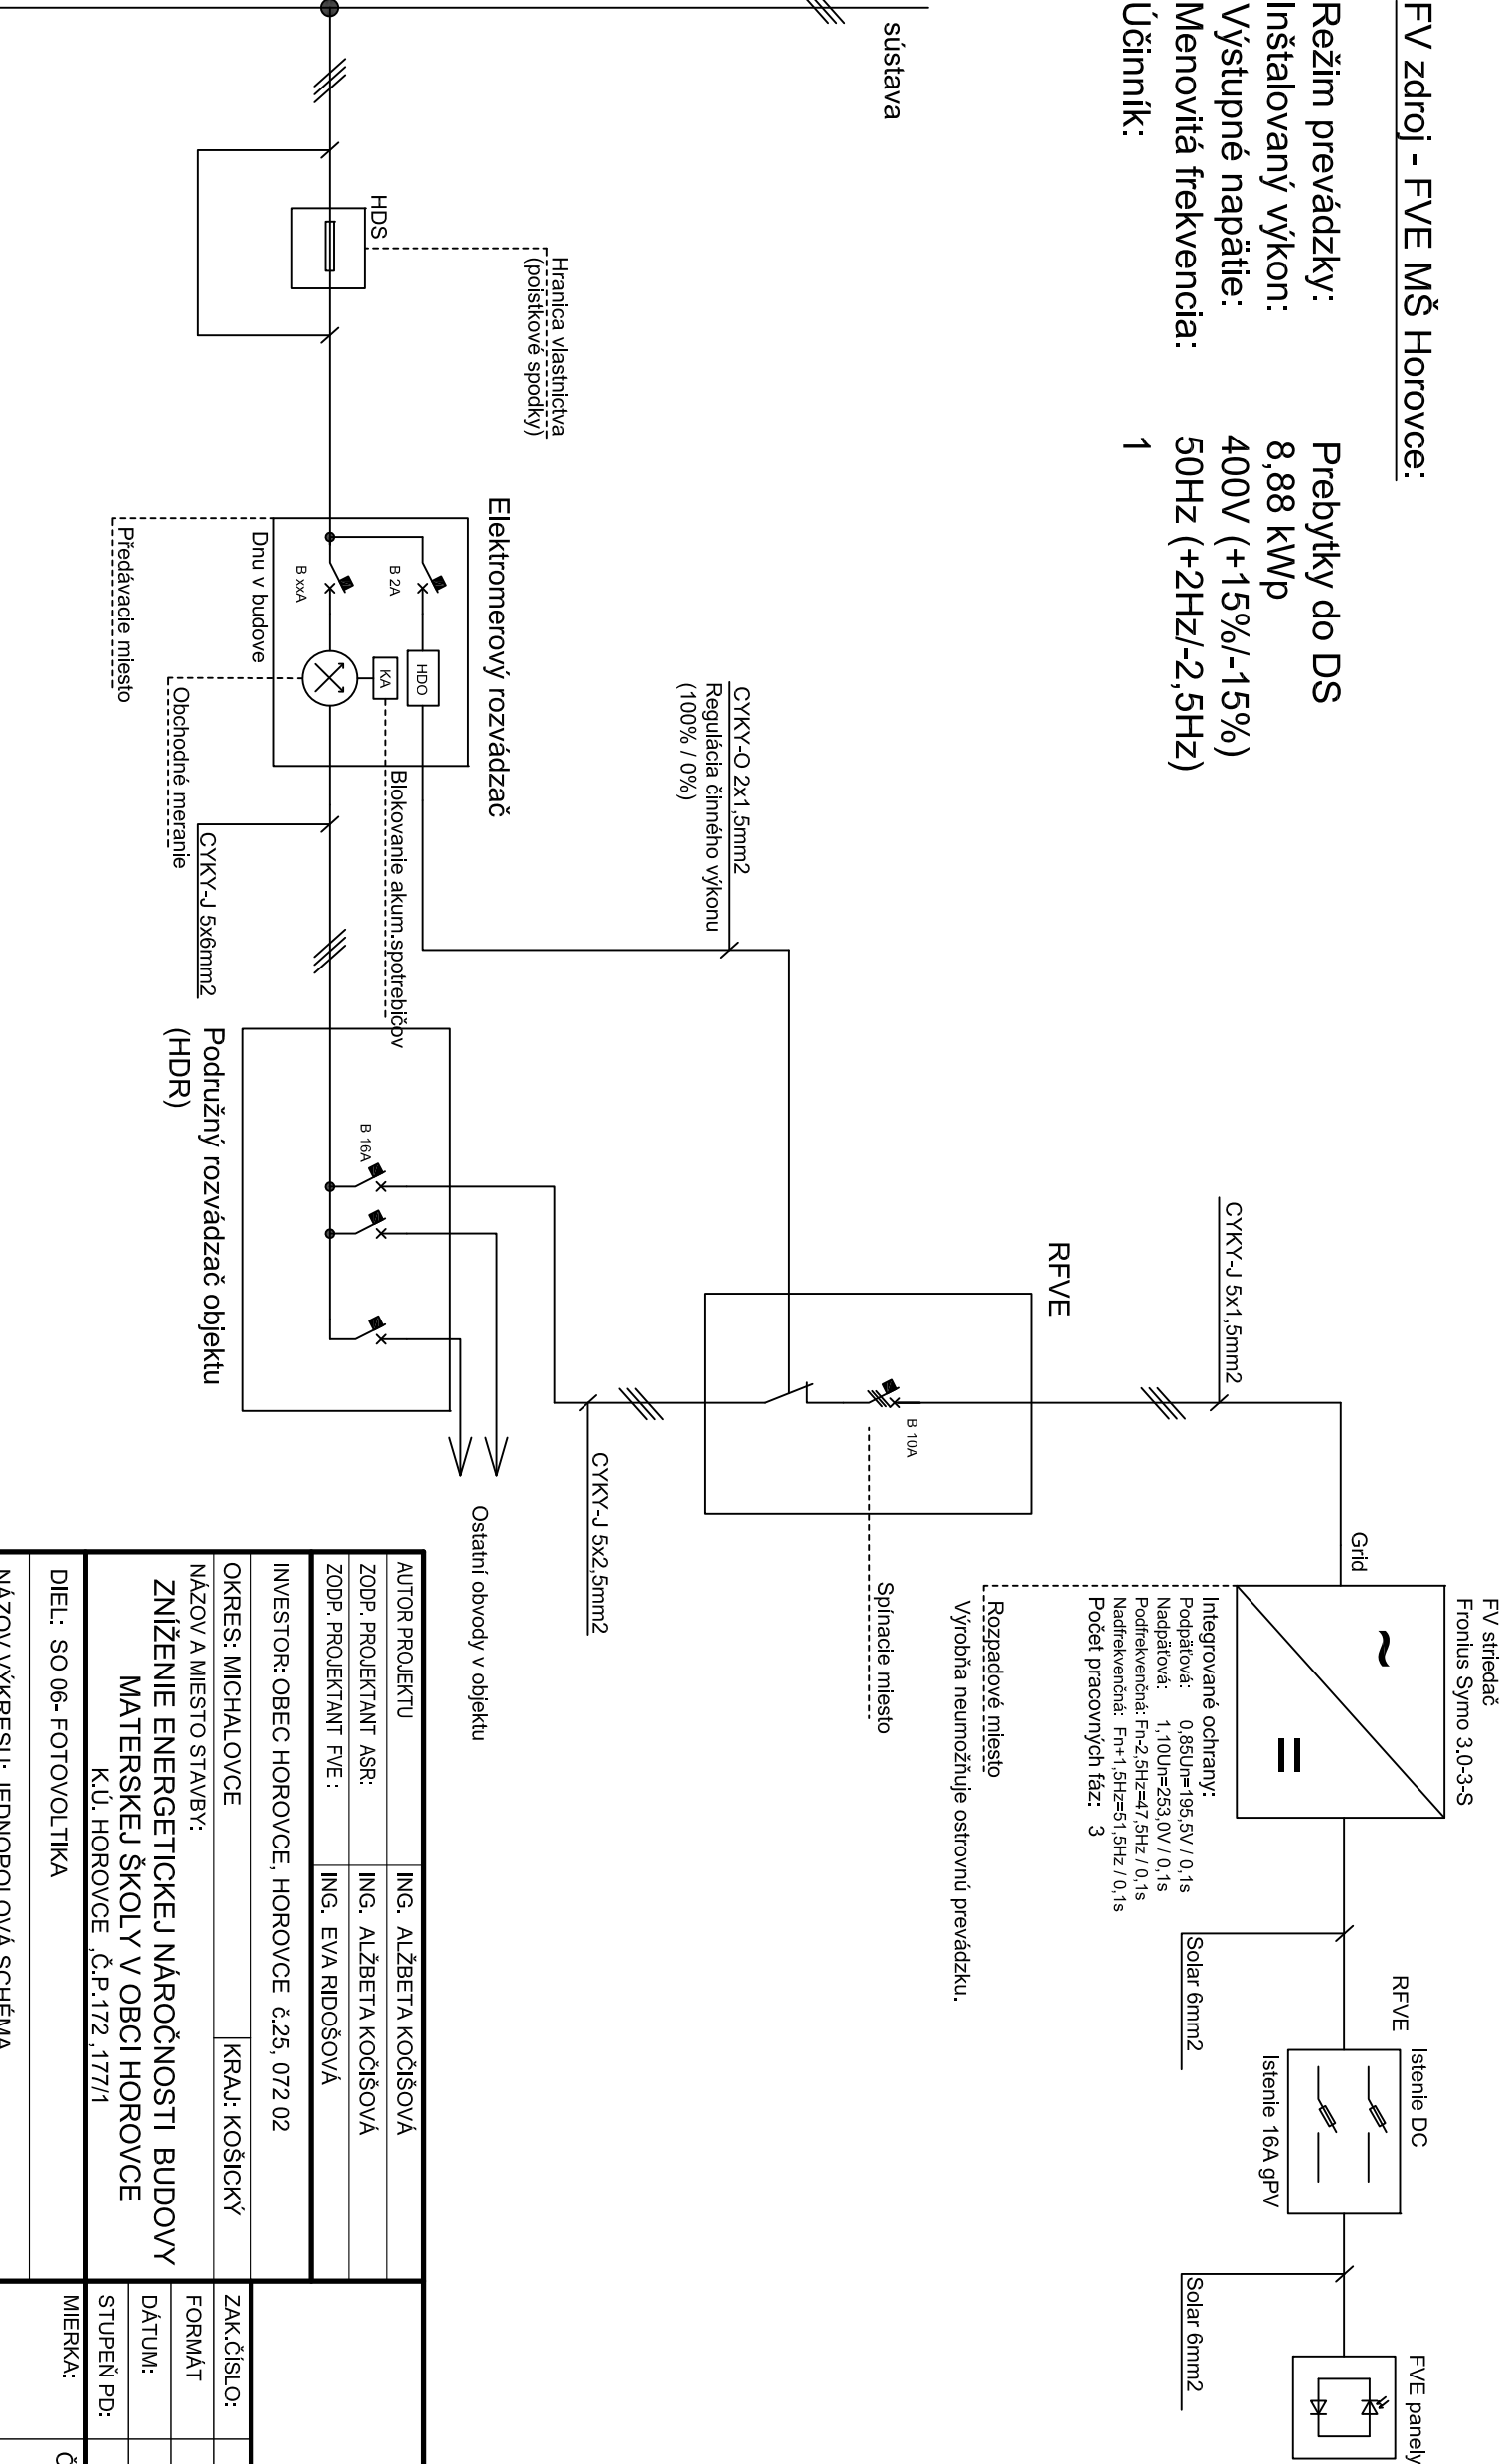 FV zdroj - FVE MŠ Horovce:
Režim prevádzky: Prebytky do DS
Inštalovaný výkon: 8,88 kWp
Výstupné napätie: 400V (+15%/-15%)
Menovitá frekvencia: 50Hz (+2Hz/-2,5Hz)
Účinník: 1
sústava
HDS
Hranica vlastnictva
(poistkové spodky)
Elektromerový rozvádzač
B 2A
B xxA
HDO
KA
Dnu v budove
Předávacie miesto
Obchodné meranie
Blokovanie akum.spotrebičov
CYKY-J 5x6mm2
CYKY-O 2x1,5mm2
Regulácia činného výkonu
(100% / 0%)
B 16A
Podružný rozvádzač objektu
(HDR)
Ostatní obvody v objektu
CYKY-J 5x2,5mm2
RFVE
B 10A
Spínacie miesto
CYKY-J 5x1,5mm2
Grid
FV striedač
Fronius Symo 3.0-3-S
~
=
Integrované ochrany:
Podpäťová: 0,85Un=195,5V / 0,1s
Nadpäťová: 1,10Un=253,0V / 0,1s
Podfrekvenčná: Fn-2,5Hz=47,5Hz / 0,1s
Nadfrekvenčná: Fn+1,5Hz=51,5Hz / 0,1s
Počet pracovných fáz: 3
Rozpadové miesto
Výrobňa neumožňuje ostrovnú prevádzku.
Solar 6mm2
RFVE
Istenie DC
Istenie 16A gPV
Solar 6mm2
FVE panely
AUTOR PROJEKTU ING. ALŽBETA KOČIŠOVÁ
ZODP. PROJEKTANT ASR: ING. ALŽBETA KOČIŠOVÁ
ZODP. PROJEKTANT FVE : ING. EVA RIDOŠOVÁ
INVESTOR: OBEC HOROVCE, HOROVCE č.25, 072 02
OKRES: MICHALOVCE KRAJ: KOŠICKÝ
NÁZOV A MIESTO STAVBY:
ZNÍŽENIE ENERGETICKEJ NÁROČNOSTI BUDOVY
MATERSKEJ ŠKOLY V OBCI HOROVCE
K.Ú. HOROVCE ,Č.P.172 ,177/1
DIEL: SO 06- FOTOVOLTIKA
NÁZOV VÝKRESU: JEDNOPOLOVÁ SCHÉMA
ZAK.ČÍSLO:
FORMÁT
DÁTUM:
STUPEŇ PD:
MIERKA: